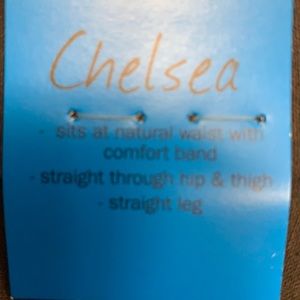 Chelsea
- sits at natural waist with
comfort band
- straight through hip & thigh
- straight leg